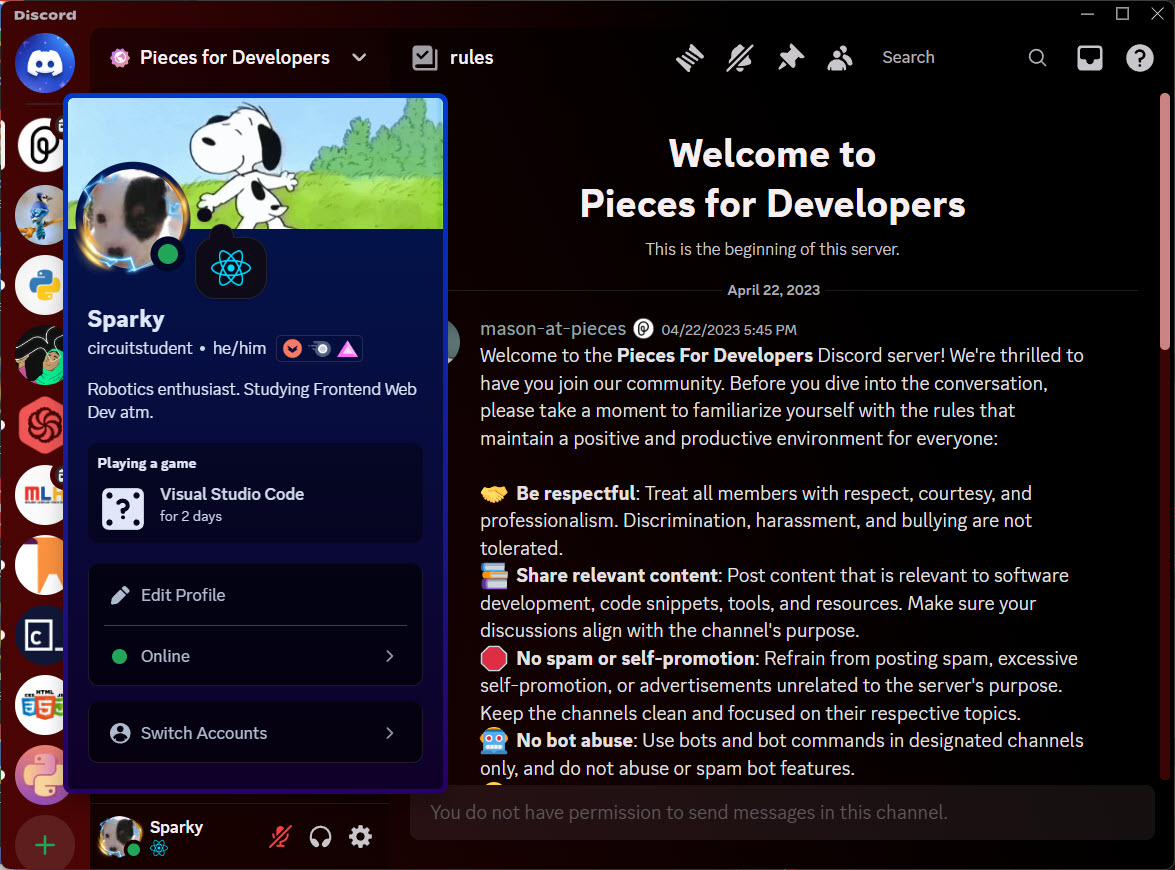 Discord
Pieces for Developers
rules
Search
Welcome to
Pieces for Developers
This is the beginning of this server.
April 22, 2023
mason-at-pieces 04/22/2023 5:45 PM
Welcome to the Pieces For Developers Discord server! We're thrilled to
have you join our community. Before you dive into the conversation,
please take a moment to familiarize yourself with the rules that
maintain a positive and productive environment for everyone:
Be respectful: Treat all members with respect, courtesy, and
professionalism. Discrimination, harassment, and bullying are not
tolerated.
Share relevant content: Post content that is relevant to software
development, code snippets, tools, and resources. Make sure your
discussions align with the channel's purpose.
No spam or self-promotion: Refrain from posting spam, excessive
self-promotion, or advertisements unrelated to the server's purpose.
Keep the channels clean and focused on their respective topics.
No bot abuse: Use bots and bot commands in designated channels
only, and do not abuse or spam bot features.
You do not have permission to send messages in this channel.
Sparky
circuitstudent • he/him
Robotics enthusiast. Studying Frontend Web
Dev atm.
Playing a game
?
Visual Studio Code
for 2 days
Edit Profile
Online
Switch Accounts
HTML
5
Sparky